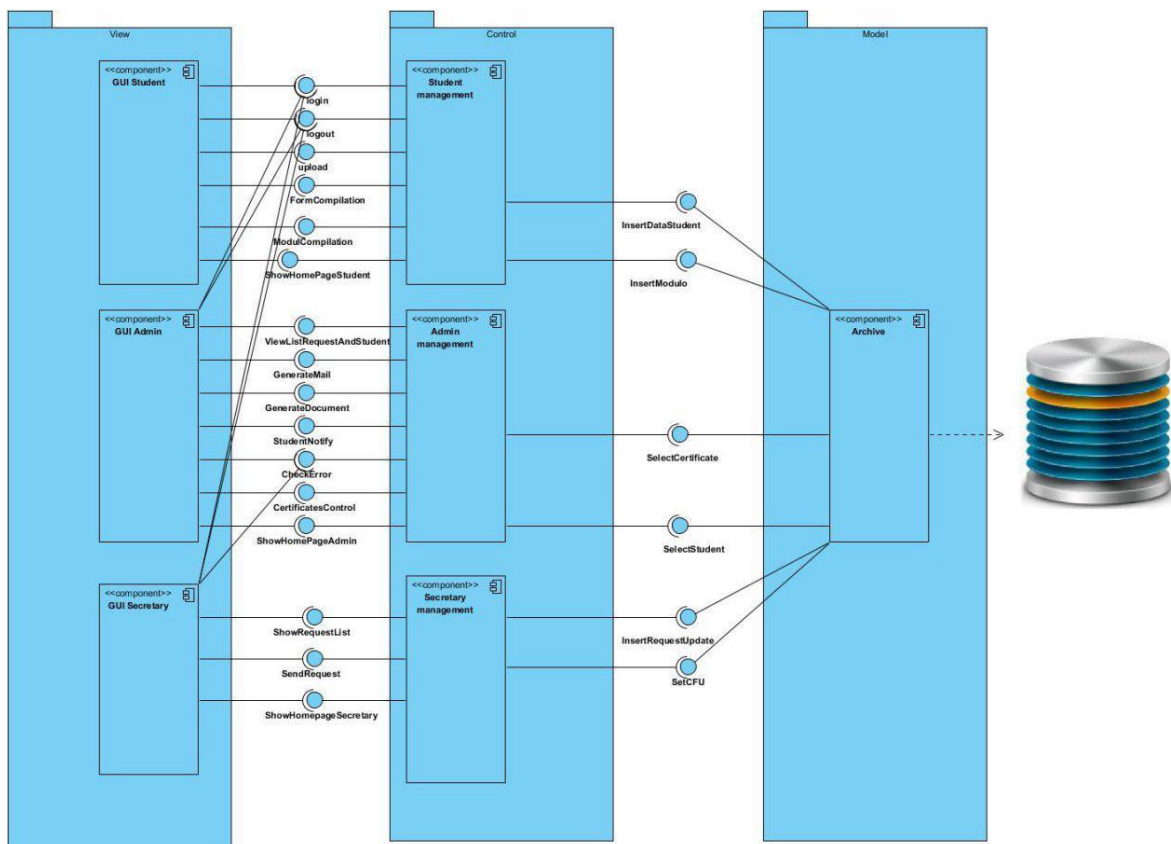 View
Control
Model
<<component>>
GUI Student
login
logout
upload
FormCompilation
ModulCompilation
ShowHomePageStudent
<<component>>
Student
management
InsertDataStudent
InsertModulo
<<component>>
GUI Admin
ViewListRequestAndStudent
GenerateMail
GenerateDocument
StudentNotify
CheckError
CertificatesControl
ShowHomePageAdmin
<<component>>
Admin
management
SelectCertificate
SelectStudent
<<component>>
Archive
<<component>>
GUI Secretary
ShowRequestList
SendRequest
ShowHomepageSecretary
<<component>>
Secretary
management
InsertRequestUpdate
SetCFU